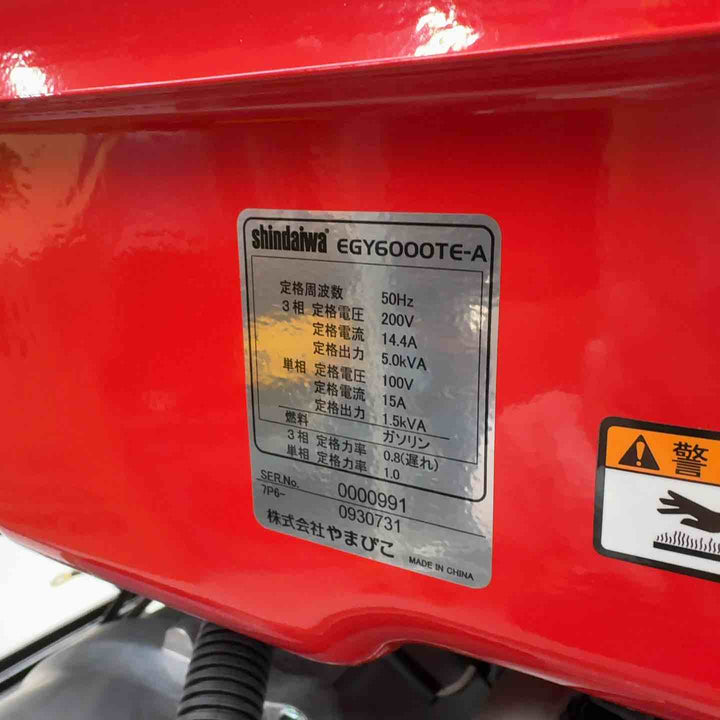 shindaiwa® EGY6000TE-A
定格周波数 50Hz
3相 定格電圧 200V
定格電流 14.4A
定格出力 5.0kVA
単相 定格電圧 100V
定格電流 15A
定格出力 1.5kVA
燃料 ガソリン
3相 定格力率 0.8(遅れ)
単相 定格力率 1.0
SER.No. 0000991
7P6- 0930731
株式会社やまびこ MADE IN CHINA
警